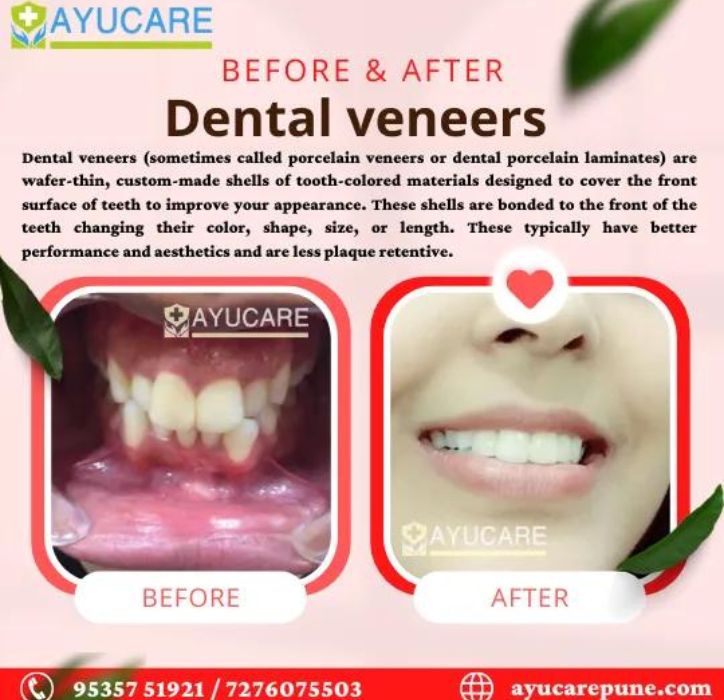 AYUCARE
BEFORE & AFTER
Dental veneers
Dental veneers (sometimes called porcelain veneers or dental porcelain laminates) are
wafer-thin, custom-made shells of tooth-colored materials designed to cover the front
surface of teeth to improve your appearance. These shells are bonded to the front of the
teeth changing their color, shape, size, or length. These typically have better
performance and aesthetics and are less plaque retentive.
AYUCARE
AYUCARE
BEFORE
AFTER
95357 51921 / 7276075503
ayucarepune.com